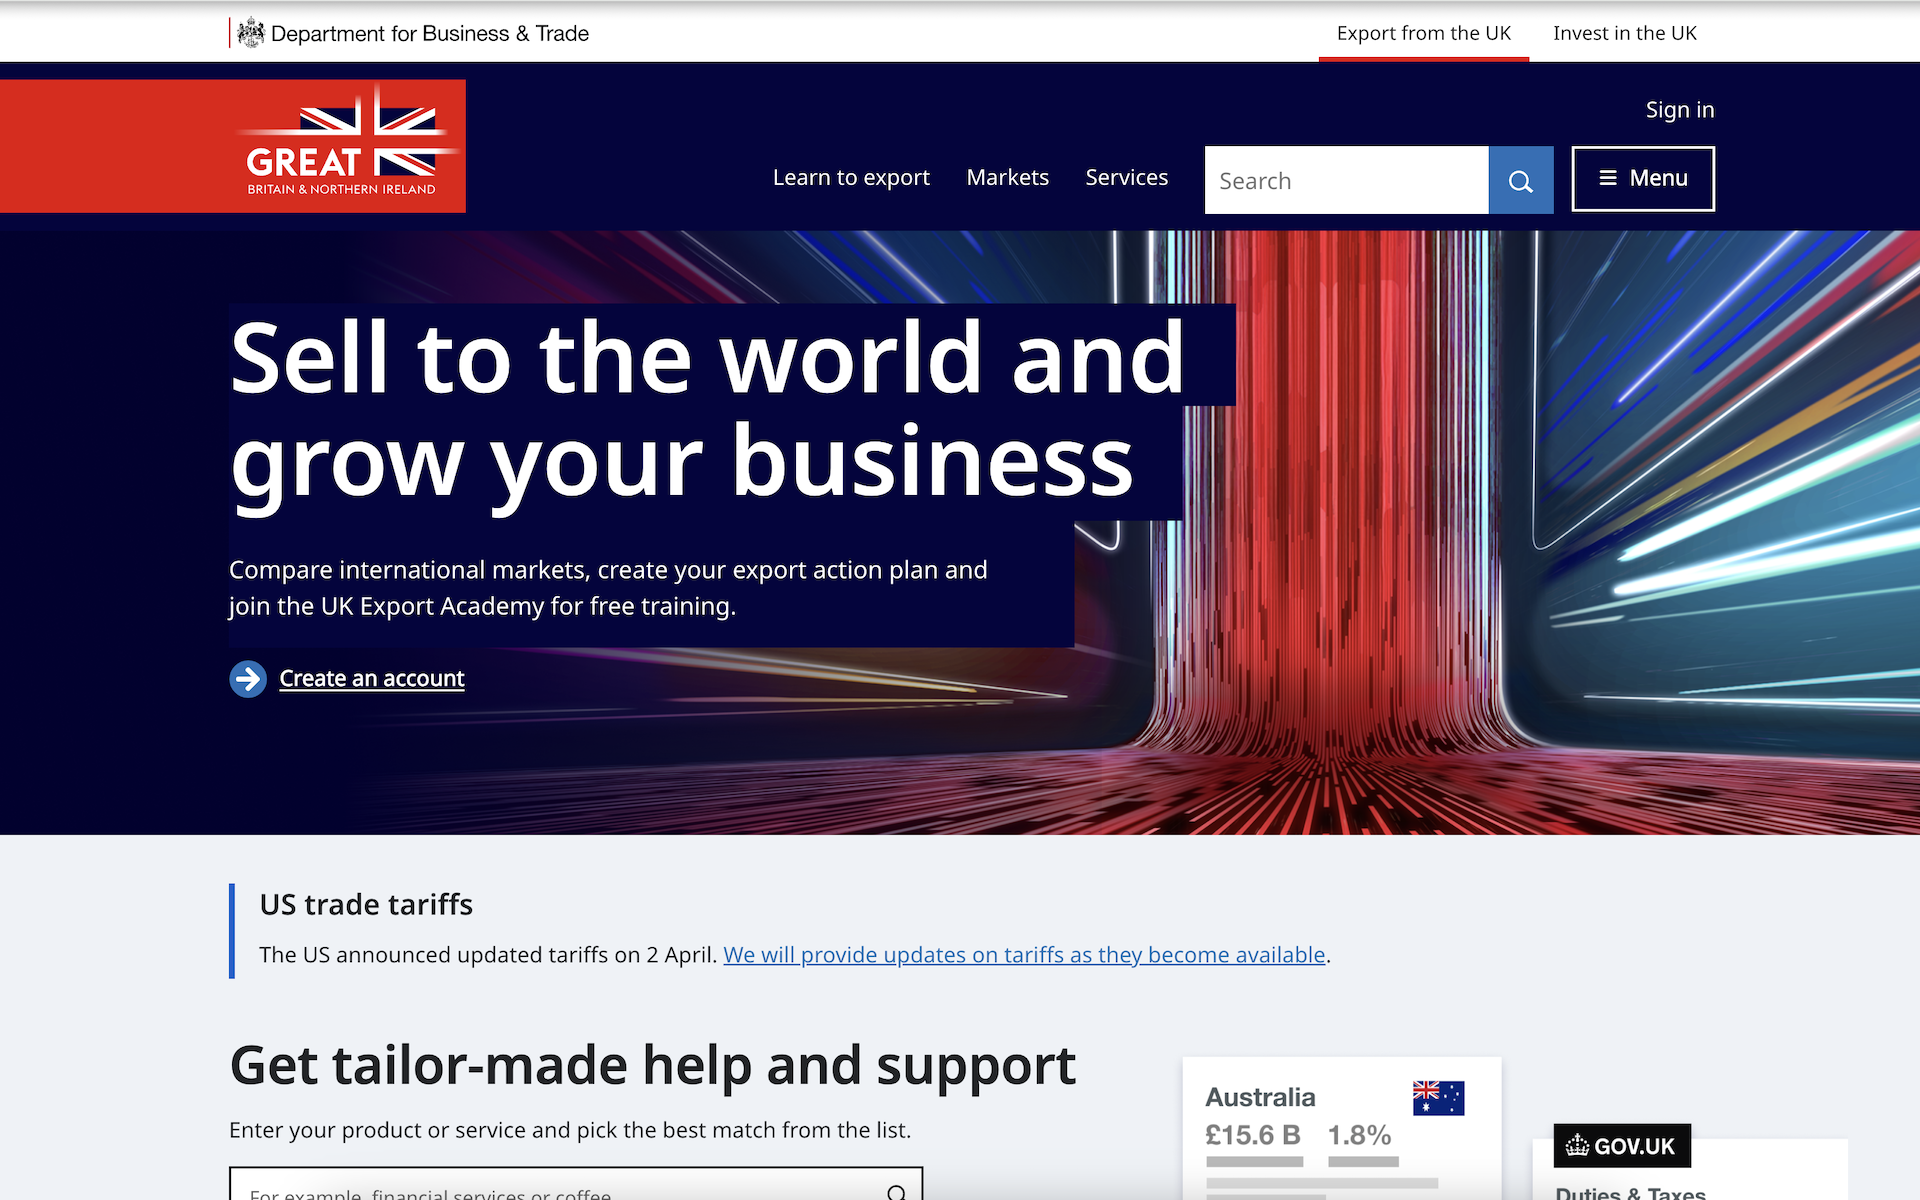 Department for Business & Trade
Export from the UK
Invest in the UK
GREAT
BRITAIN & NORTHERN IRELAND
Sign in
Learn to export
Markets
Services
Search
Menu
Sell to the world and
grow your business
Compare international markets, create your export action plan and
join the UK Export Academy for free training.
Create an account
US trade tariffs
The US announced updated tariffs on 2 April. We will provide updates on tariffs as they become available.
Get tailor-made help and support
Enter your product or service and pick the best match from the list.
For example, financial services or coffee
Australia
£15.6 B 1.8%
GOV.UK
Duties & Taxes